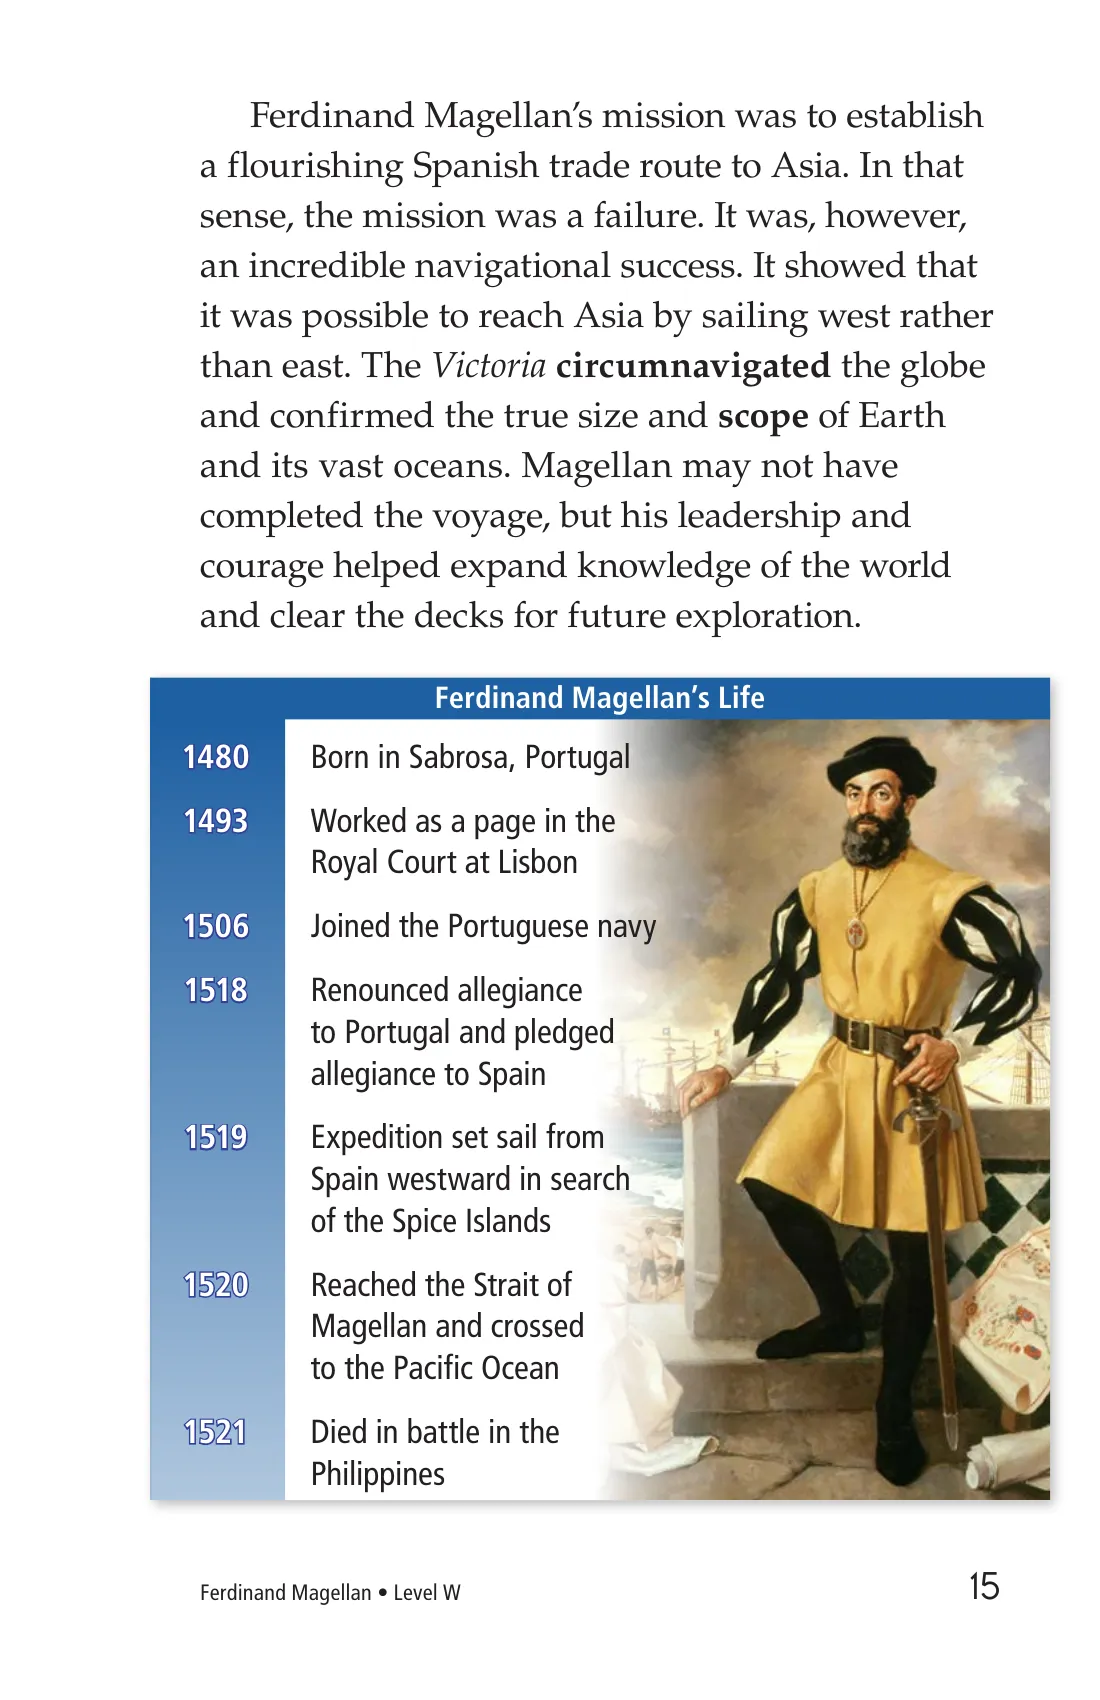 Ferdinand Magellan’s mission was to establish
a flourishing Spanish trade route to Asia. In that
sense, the mission was a failure. It was, however,
an incredible navigational success. It showed that
it was possible to reach Asia by sailing west rather
than east. The Victoria circumnavigated the globe
and confirmed the true size and scope of Earth
and its vast oceans. Magellan may not have
completed the voyage, but his leadership and
courage helped expand knowledge of the world
and clear the decks for future exploration.
Ferdinand Magellan’s Life
1480 Born in Sabrosa, Portugal
1493 Worked as a page in the
Royal Court at Lisbon
1506 Joined the Portuguese navy
1518 Renounced allegiance
to Portugal and pledged
allegiance to Spain
1519 Expedition set sail from
Spain westward in search
of the Spice Islands
1520 Reached the Strait of
Magellan and crossed
to the Pacific Ocean
1521 Died in battle in the
Philippines
Ferdinand Magellan • Level W 15